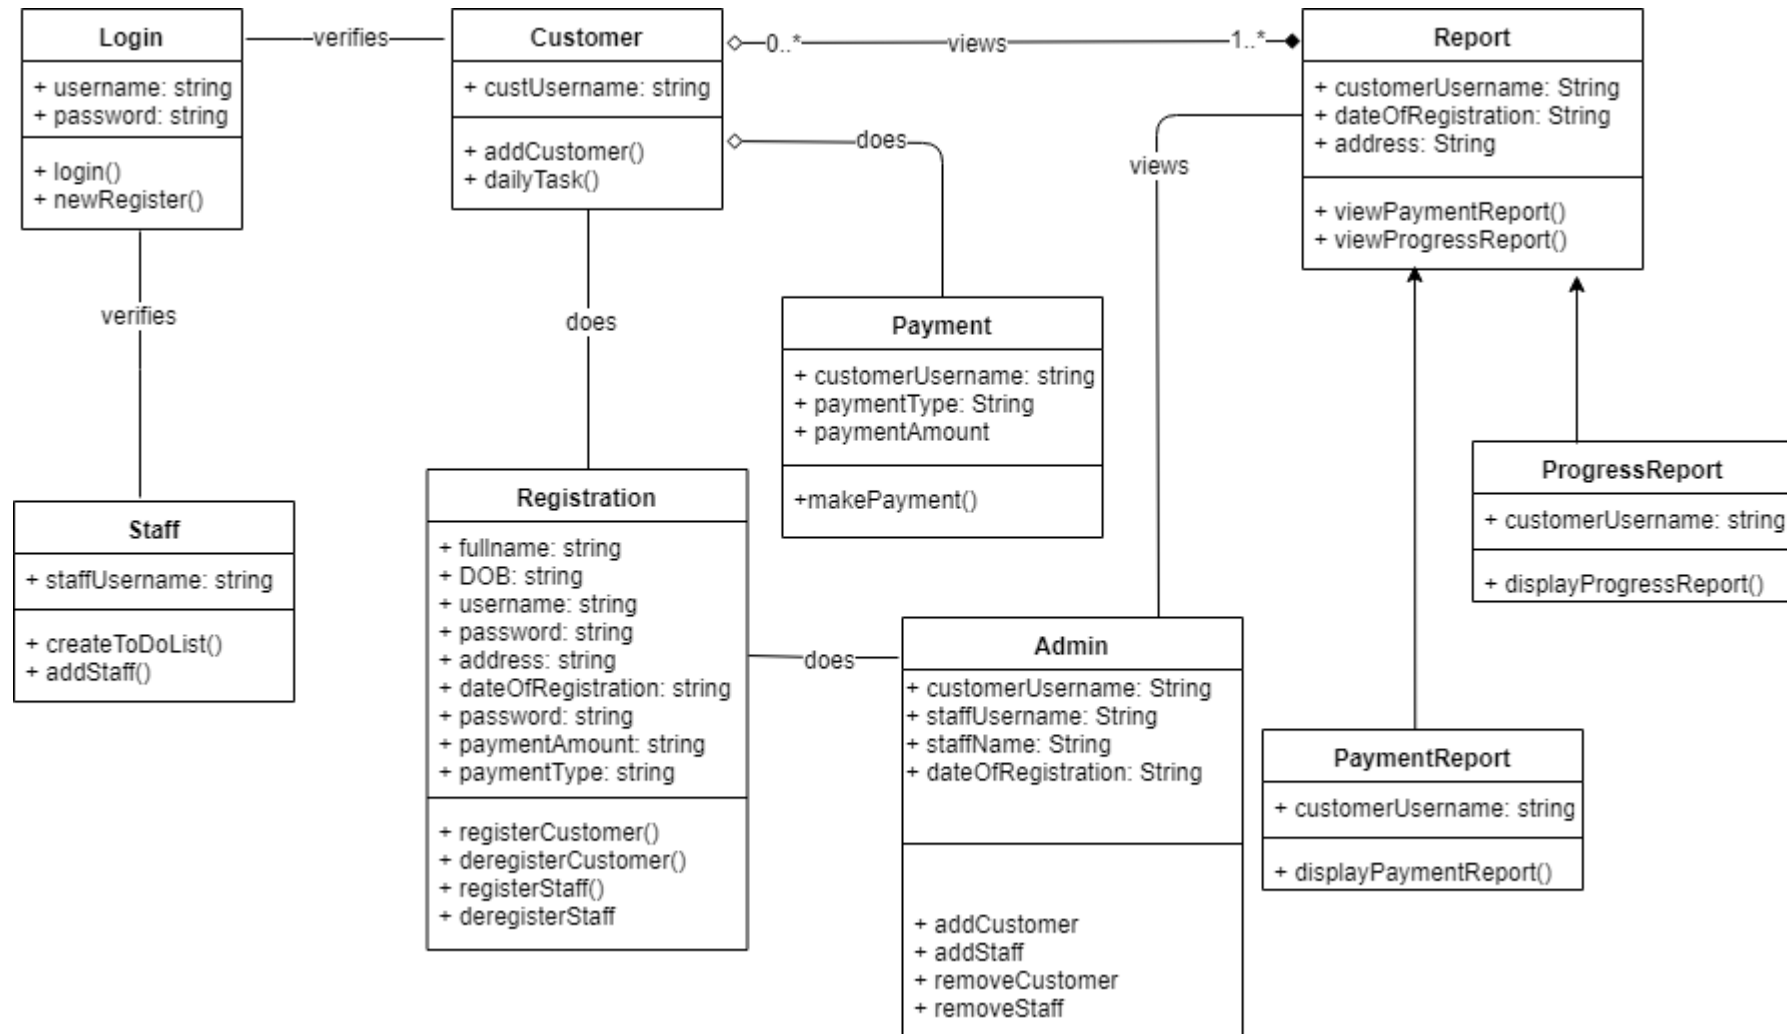 Login
+ username: string
+ password: string
+ login()
+ newRegister()
verifies
Customer
+ custUsername: string
+ addCustomer()
+ dailyTask()
0..*
views
1..*
Report
+ customerUsername: String
+ dateOfRegistration: String
+ address: String
+ viewPaymentReport()
+ viewProgressReport()
does
views
verifies
does
Payment
+ customerUsername: string
+ paymentType: String
+ paymentAmount
+makePayment()
ProgressReport
+ customerUsername: string
+ displayProgressReport()
Staff
+ staffUsername: string
+ createToDoList()
+ addStaff()
Registration
+ fullname: string
+ DOB: string
+ username: string
+ password: string
+ address: string
+ dateOfRegistration: string
+ password: string
+ paymentAmount: string
+ paymentType: string
+ registerCustomer()
+ deregisterCustomer()
+ registerStaff()
+ deregisterStaff
does
Admin
+ customerUsername: String
+ staffUsername: String
+ staffName: String
+ dateOfRegistration: String
+ addCustomer
+ addStaff
+ removeCustomer
+ removeStaff
PaymentReport
+ customerUsername: string
+ displayPaymentReport()